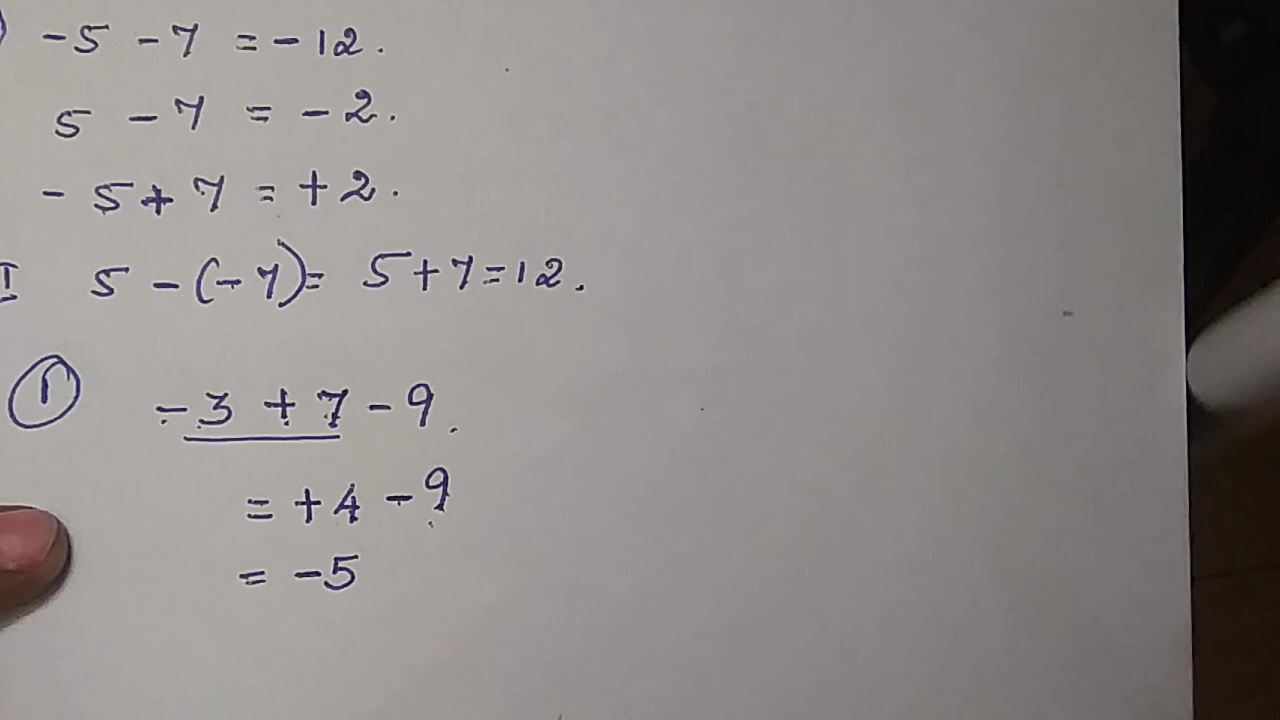 ) -5 - 7 = - 12.
5 - 7 = - 2.
- 5 + 7 = + 2.
I 5 - (- 7) = 5 + 7 = 12.
- 3 + 7 - 9.
= + 4 - 9
= - 5